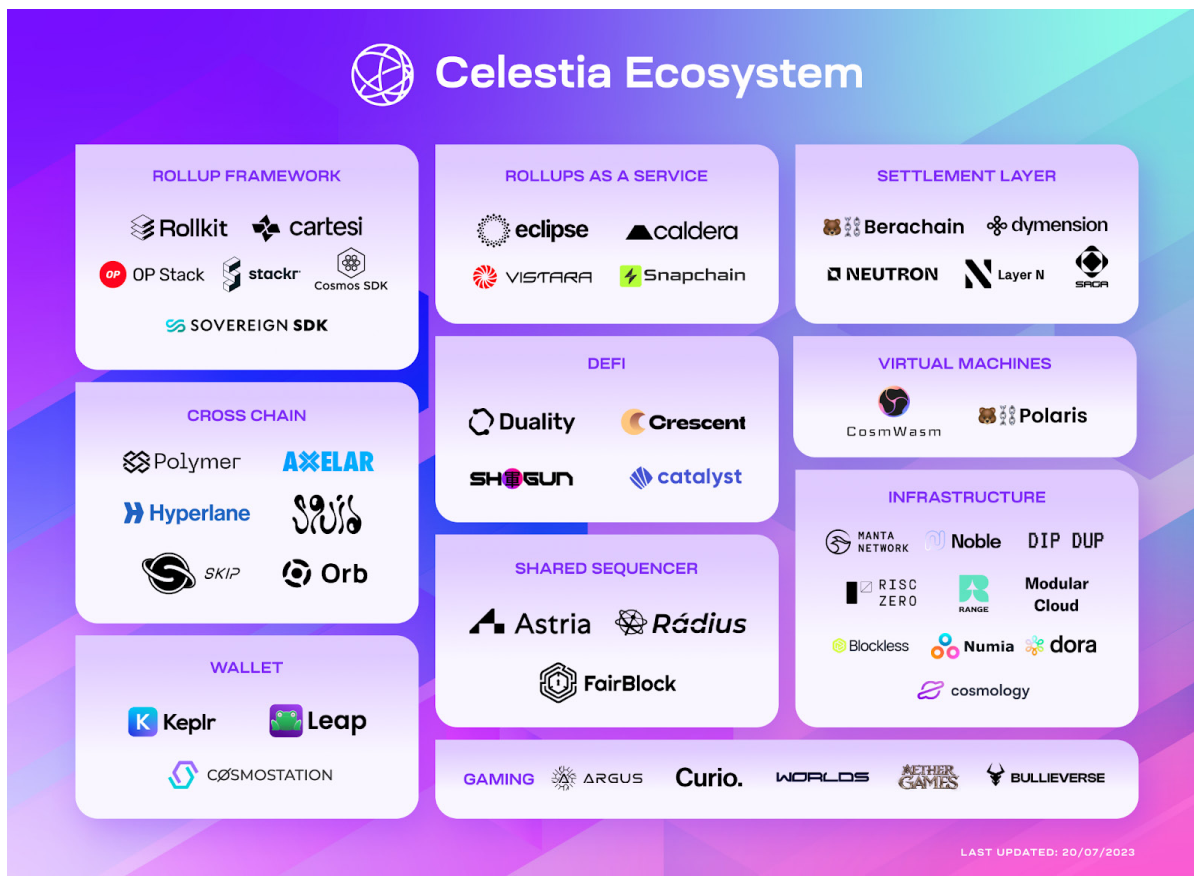 Celestia Ecosystem
ROLLUP FRAMEWORK
Rollkit
cartesi
OP
OP Stack
stackr
Cosmos SDK
SOVEREIGN SDK
ROLLUPS AS A SERVICE
eclipse
caldera
VISTARA
Snapchain
SETTLEMENT LAYER
Berachain
dymension
NEUTRON
Layer N
SAGA
CROSS CHAIN
Polymer
AXELAR
Hyperlane
Squid
SKIP
Orb
DEFI
Duality
Crescent
SHOGUN
catalyst
VIRTUAL MACHINES
CosmWasm
Polaris
INFRASTRUCTURE
MANTA
NETWORK
Noble
DIP DUP
RISC
ZERO
RANGE
Modular
Cloud
Blockless
Numia
dora
cosmology
SHARED SEQUENCER
Astria
Rádius
FairBlock
WALLET
K
Keplr
Leap
CØSMOSTATION
GAMING
ARGUS
Curio.
WORLDS
ÆTHER
GAMES
BULLIEVERSE
LAST UPDATED: 20/07/2023